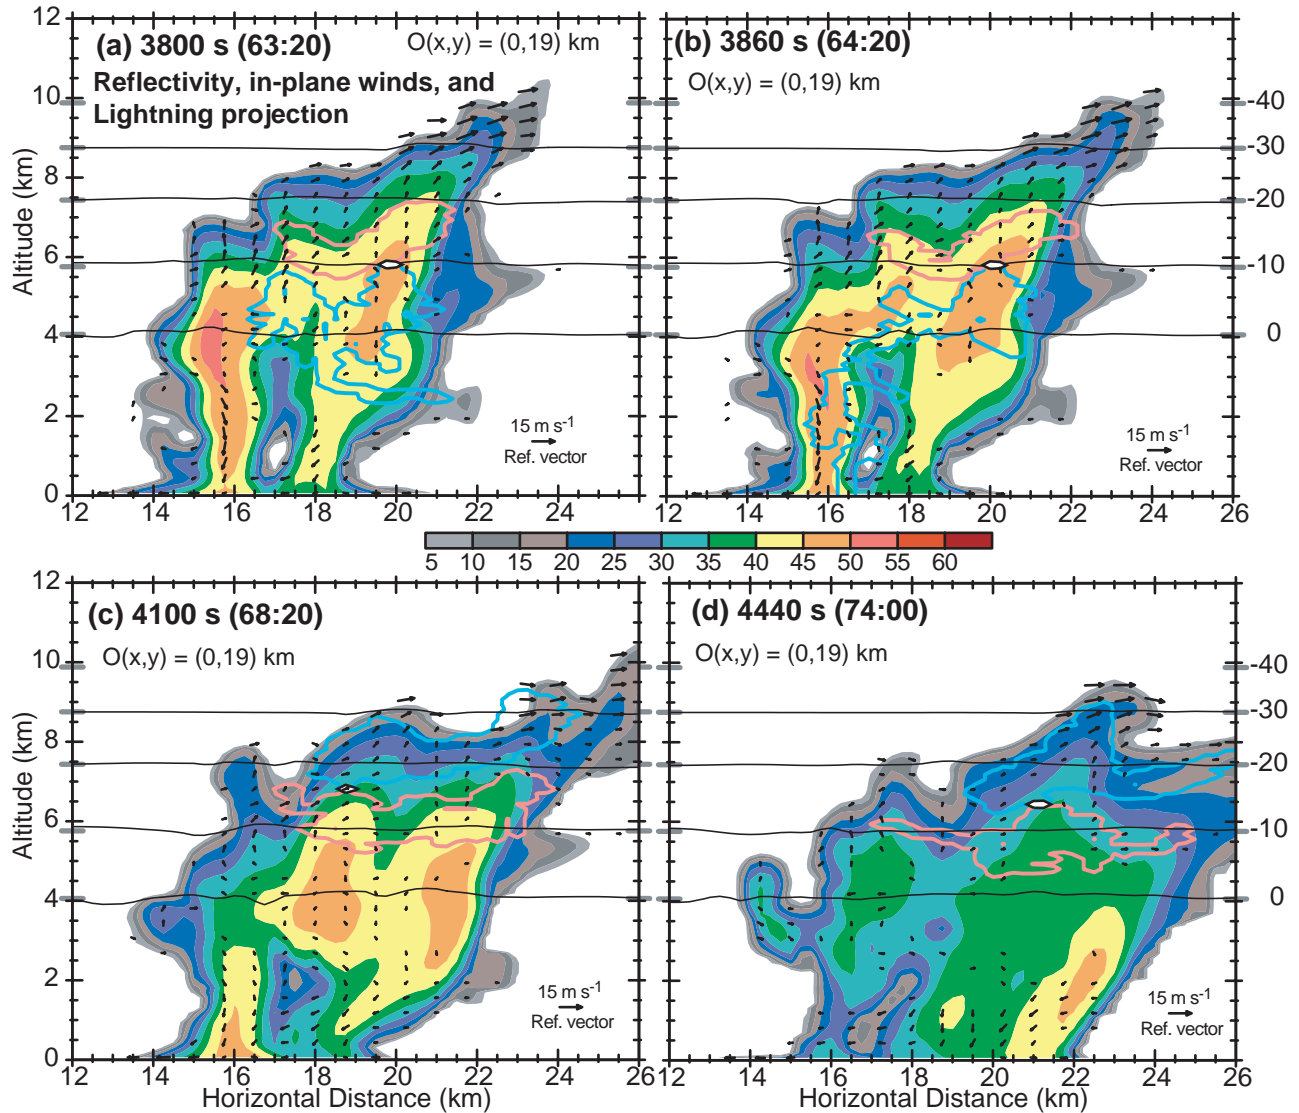 (a) 3800 s (63:20)
O(x,y) = (0,19) km
Reflectivity, in-plane winds, and
Lightning projection
12
10
8
6
4
2
0
Altitude (km)
15 m s-1
Ref. vector
12 14 16 18 20 22 24
(b) 3860 s (64:20)
O(x,y) = (0,19) km
-40
-30
-20
-10
0
15 m s-1
Ref. vector
12 14 16 18 20 22 24 26
5 10 15 20 25 30 35 40 45 50 55 60
(c) 4100 s (68:20)
O(x,y) = (0,19) km
12
10
8
6
4
2
0
Altitude (km)
15 m s-1
Ref. vector
12 14 16 18 20 22 24 26
Horizontal Distance (km)
(d) 4440 s (74:00)
O(x,y) = (0,19) km
-40
-30
-20
-10
0
15 m s-1
Ref. vector
12 14 16 18 20 22 24 26
Horizontal Distance (km)